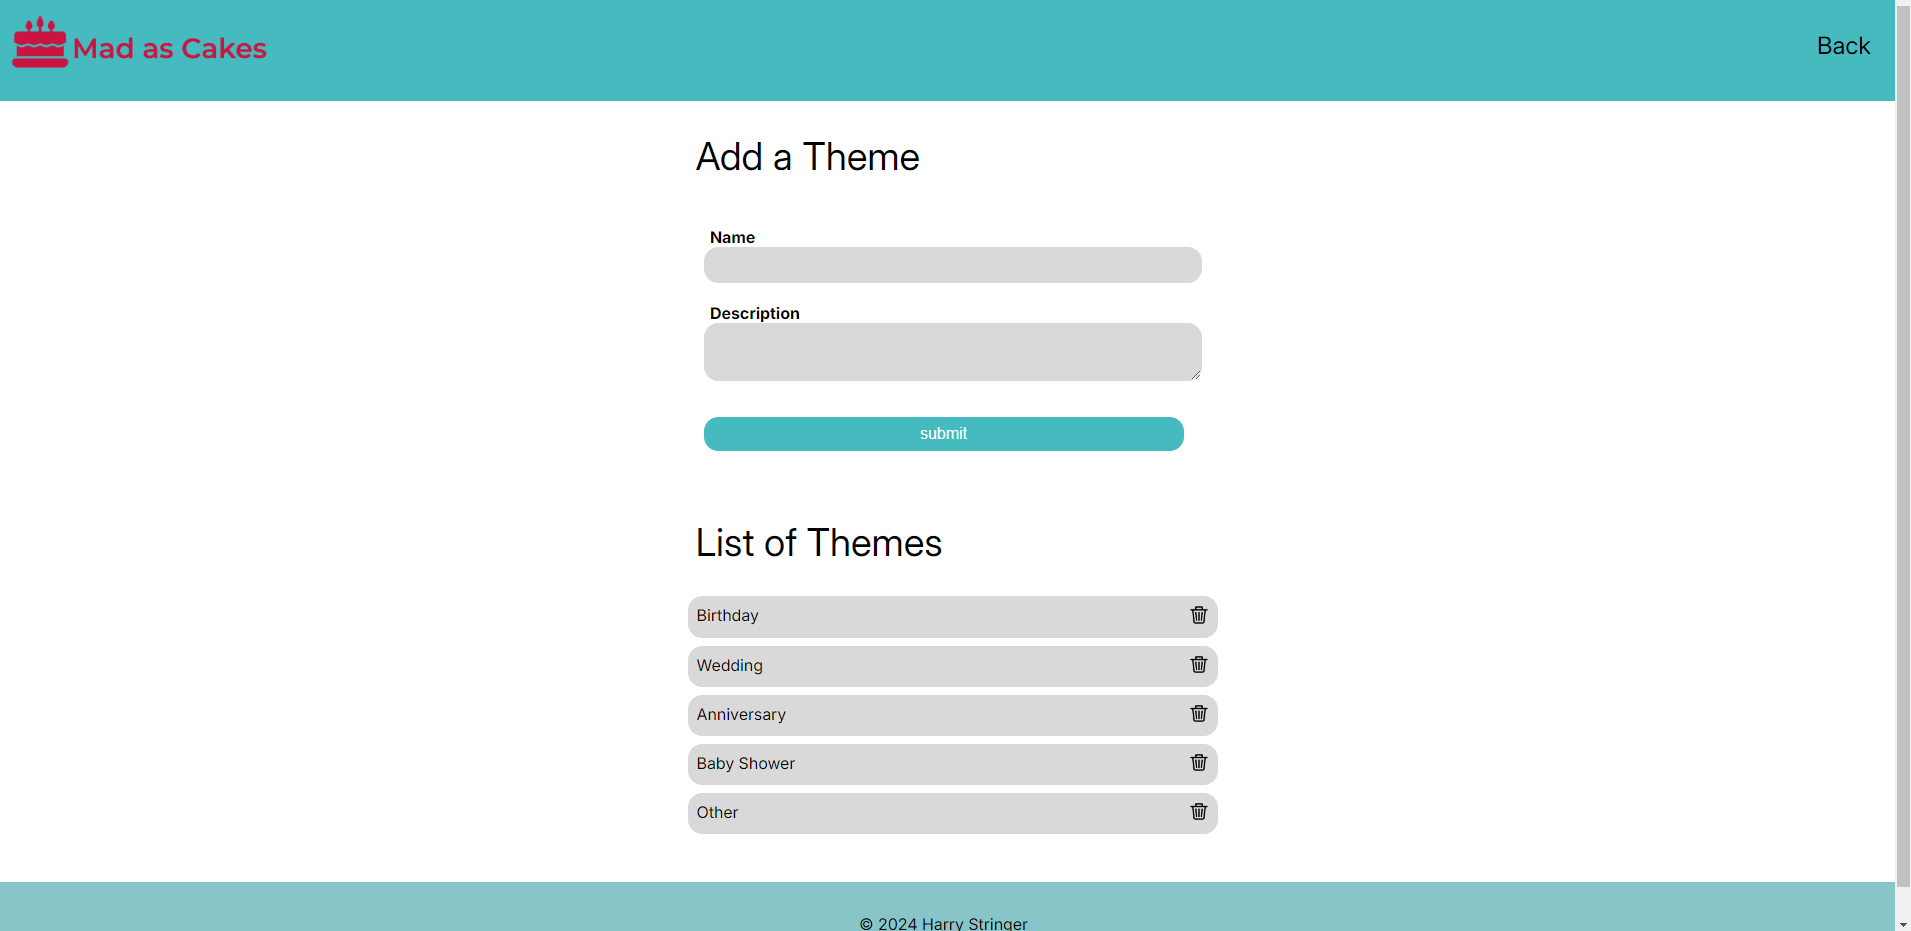 Mad as Cakes
Back
Add a Theme
Name
Description
submit
List of Themes
Birthday
Wedding
Anniversary
Baby Shower
Other
© 2024 Harry Stringer